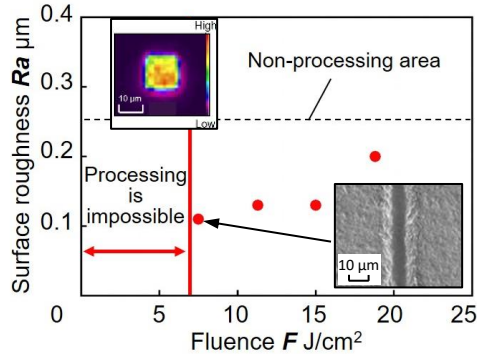 Surface roughness Ra μm
0.4
0.3
0.2
0.1
0
High
10 μm
Low
Non-processing area
Processing
is
impossible
10 μm
5
10
15
20
25
Fluence F J/cm²